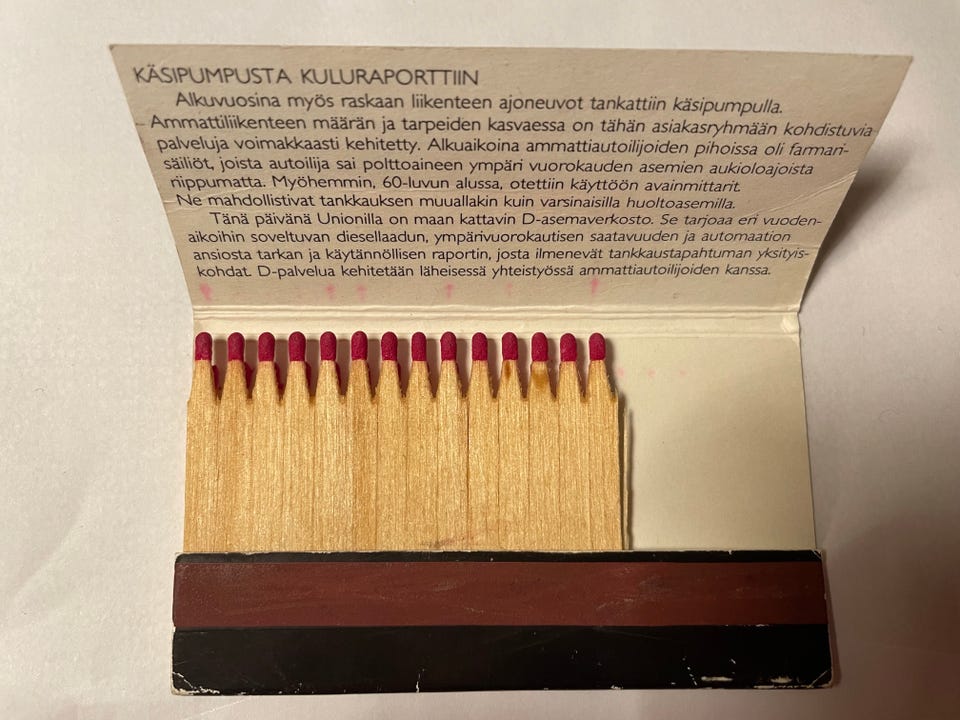 KÄSIPUMPUSTA KULURAPORTTIIN
Alkuvuosina myös raskaan liikenteen ajoneuvot tankattiin käsipumpulla.
Ammattiliikenteen määrän ja tarpeiden kasvaessa on tähän asiakasryhmään kohdistuvia
palveluja voimakkaasti kehitetty. Alkuaikoina ammattiautoilijoiden pihoissa oli farmari-
säiliöt, joista autoilija sai polttoaineen ympäri vuorokauden asemien aukioloajoista
riippumatta. Myöhemmin, 60-luvun alussa, otettiin käyttöön avainmittarit.
Ne mahdollistivat tankkauksen muuallakin kuin varsinaisilla huoltoasemilla.
Tänä päivänä Unionilla on maan kattavin D-asemaverkosto. Se tarjoaa eri vuoden-
aikoihin soveltuvan diesellaadun, ympärivuorokautisen saatavuuden ja automaation
ansiosta tarkan ja käytännöllisen raportin, josta ilmenevät tankkaustapahtuman yksityis-
kohdat. D-palvelua kehitetään läheisessä yhteistyössä ammattiautoilijoiden kanssa.